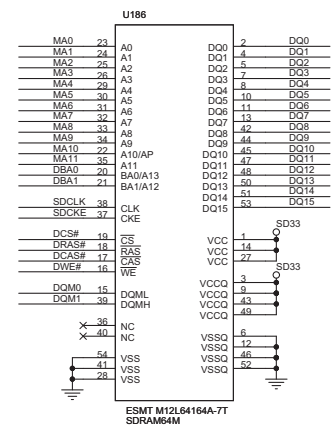 U186
MA0 23 A0 DQ0 2 DQ0
MA1 24 A1 DQ1 4 DQ1
MA2 25 A2 DQ2 5 DQ2
MA3 26 A3 DQ3 7 DQ3
MA4 29 A4 DQ4 8 DQ4
MA5 30 A5 DQ5 10 DQ5
MA6 31 A6 DQ6 11 DQ6
MA7 32 A7 DQ7 13 DQ7
MA8 33 A8 DQ8 42 DQ8
MA9 34 A9 DQ9 44 DQ9
MA10 22 A10/AP DQ10 45 DQ10
MA11 35 A11 DQ11 47 DQ11
DBA0 20 BA0/A13 DQ12 48 DQ12
DBA1 21 BA1/A12 DQ13 50 DQ13
DQ14 51 DQ14
SDCLK 38 CLK DQ15 53 DQ15
SDCKE 37 CKE
SD33
DCS# 19 CS VCC 1
DRAS# 18 RAS VCC 14
DCAS# 17 CAS VCC 27
DWE# 16 WE SD33
VCCQ 3
DQM0 15 DQML VCCQ 9
DQM1 39 DQMH VCCQ 43
VCCQ 49
36 NC VSSQ 6
40 NC VSSQ 12
54 VSS VSSQ 46
41 VSS VSSQ 52
28 VSS
ESMT M12L64164A-7T
SDRAM64M